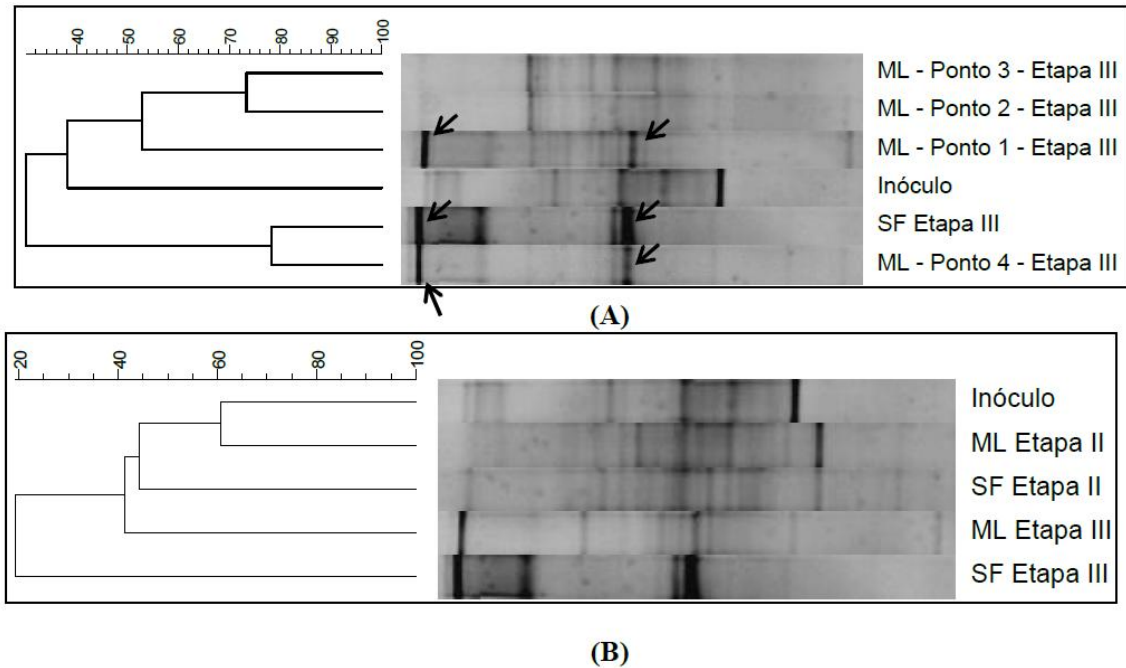 50 60 70 80 90 100
ML - Ponto 3 - Etapa III
ML - Ponto 2 - Etapa III
ML - Ponto 1 - Etapa III
Inóculo
SF Etapa III
ML - Ponto 4 - Etapa III
(A)
20 40 60 80 100
Inóculo
ML Etapa II
SF Etapa II
ML Etapa III
SF Etapa III
(B)